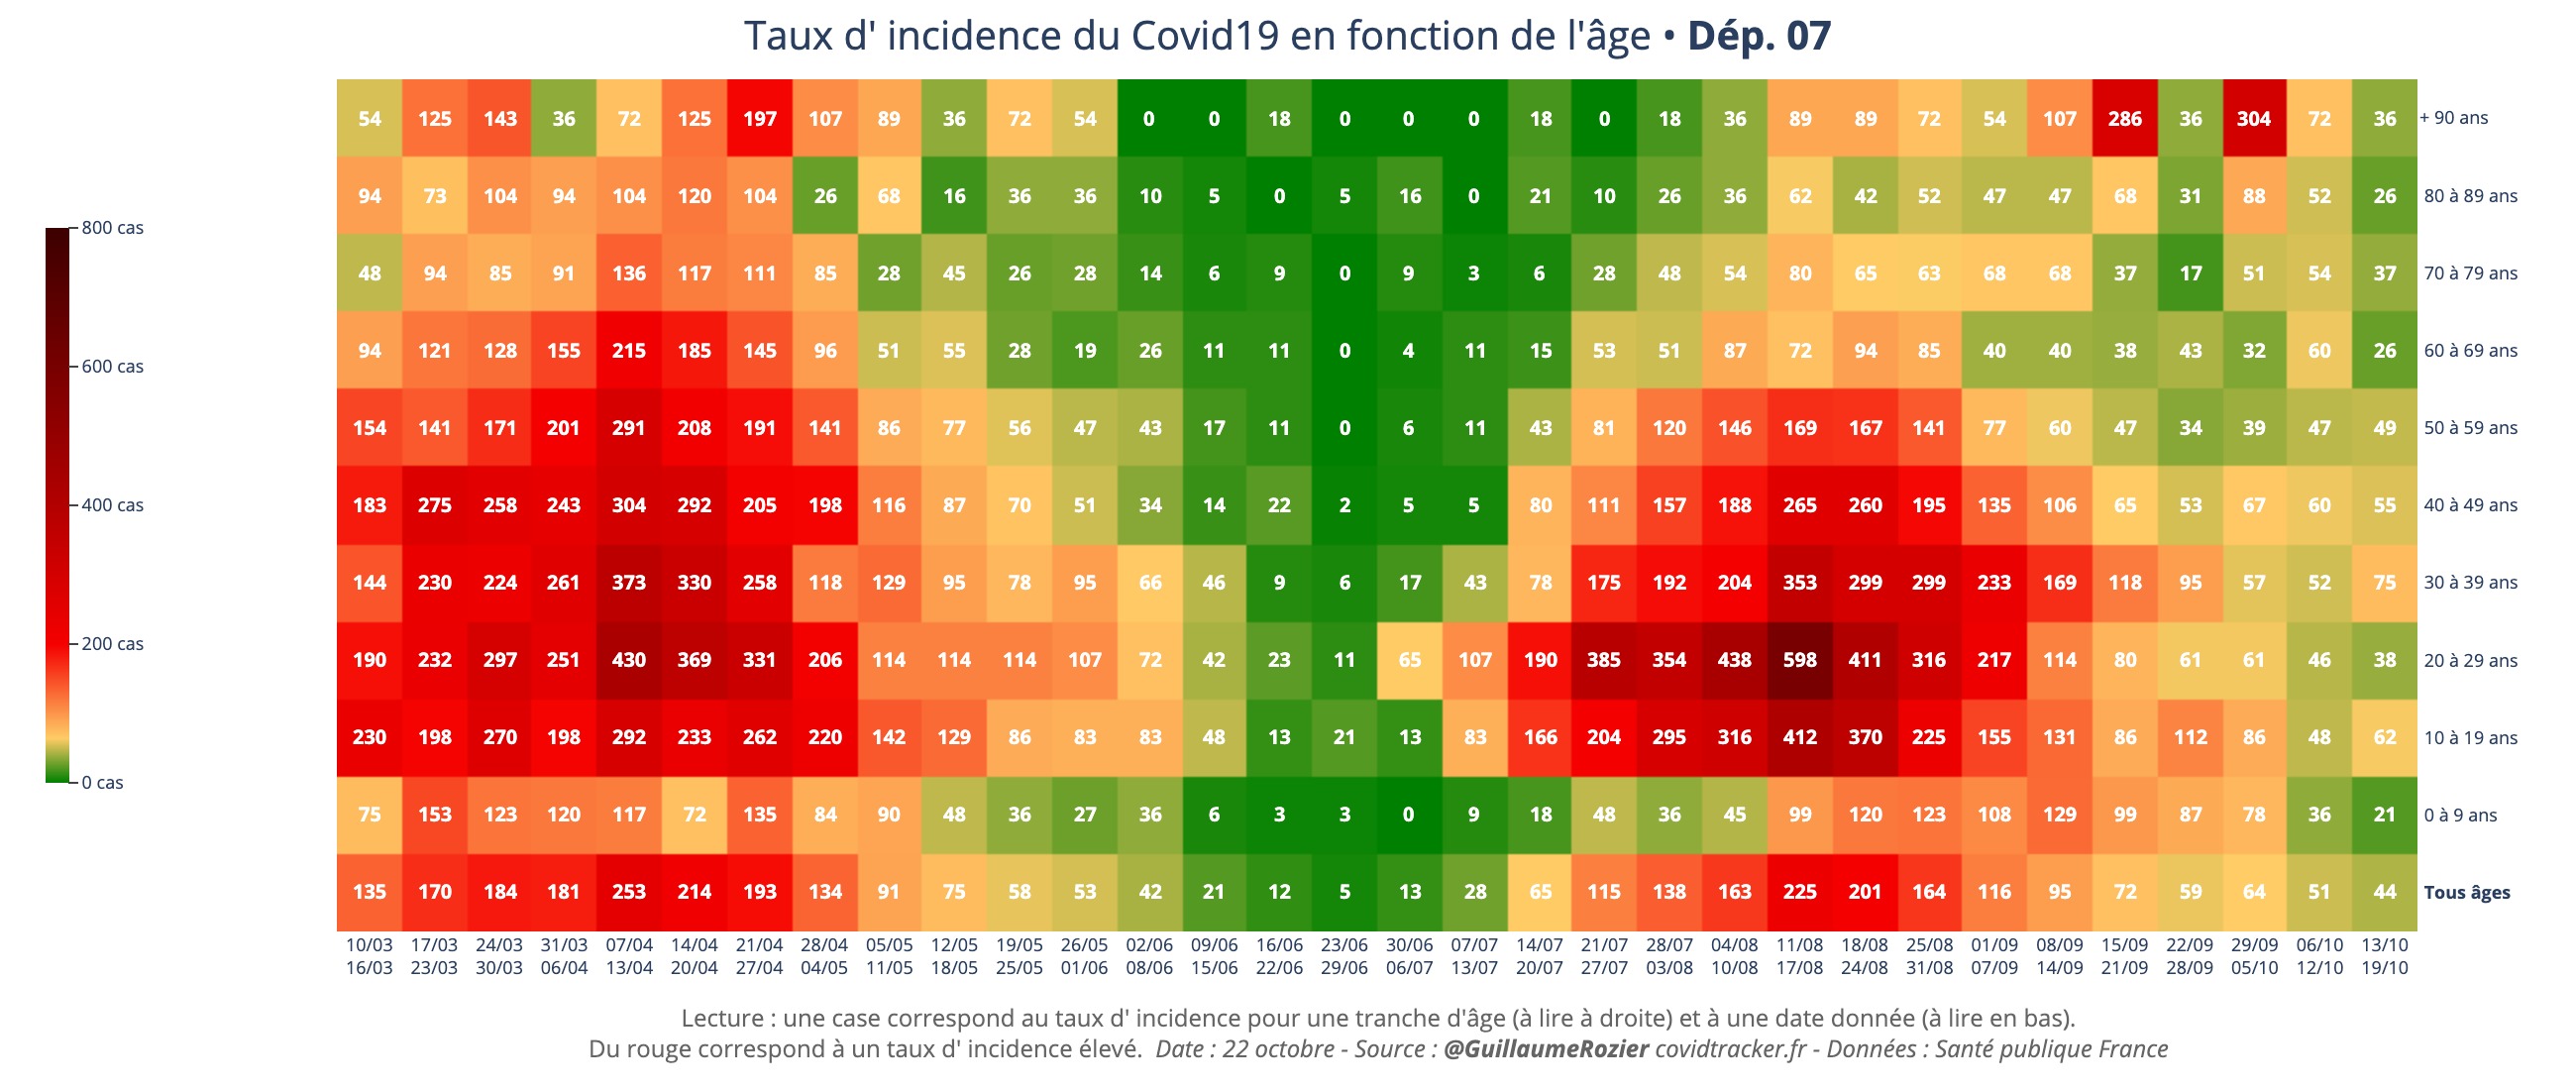 Taux d' incidence du Covid19 en fonction de l'âge • Dép. 07
54 125 143 36 72 125 197 107 89 36 72 54 0 0 18 0 0 0 18 0 18 36 89 89 72 54 107 286 36 304 72 36 + 90 ans
94 73 104 94 104 120 104 26 68 16 36 36 10 5 0 5 16 0 21 10 26 36 62 42 52 47 47 68 31 88 52 26 80 à 89 ans
800 cas
48 94 85 91 136 117 111 85 28 45 26 28 14 6 9 0 9 3 6 28 48 54 80 65 63 68 68 37 17 51 54 37 70 à 79 ans
600 cas
94 121 128 155 215 185 145 96 51 55 28 19 26 11 11 0 4 11 15 53 51 87 72 94 85 40 40 38 43 32 60 26 60 à 69 ans
154 141 171 201 291 208 191 141 86 77 56 47 43 17 11 0 6 11 43 81 120 146 169 167 141 77 60 47 34 39 47 49 50 à 59 ans
400 cas
183 275 258 243 304 292 205 198 116 87 70 51 34 14 22 2 5 5 80 111 157 188 265 260 195 135 106 65 53 67 60 55 40 à 49 ans
144 230 224 261 373 330 258 118 129 95 78 95 66 46 9 6 17 43 78 175 192 204 353 299 299 233 169 118 95 57 52 75 30 à 39 ans
200 cas
190 232 297 251 430 369 331 206 114 114 114 107 72 42 23 11 65 107 190 385 354 438 598 411 316 217 114 80 61 61 46 38 20 à 29 ans
230 198 270 198 292 233 262 220 142 129 86 83 83 48 13 21 13 83 166 204 295 316 412 370 225 155 131 86 112 86 48 62 10 à 19 ans
0 cas
75 153 123 120 117 72 135 84 90 48 36 27 36 6 3 3 0 9 18 48 36 45 99 120 123 108 129 99 87 78 36 21 0 à 9 ans
135 170 184 181 253 214 193 134 91 75 58 53 42 21 12 5 13 28 65 115 138 163 225 201 164 116 95 72 59 64 51 44 Tous âges
10/03 17/03 24/03 31/03 07/04 14/04 21/04 28/04 05/05 12/05 19/05 26/05 02/06 09/06 16/06 23/06 30/06 07/07 14/07 21/07 28/07 04/08 11/08 18/08 25/08 01/09 08/09 15/09 22/09 29/09 06/10 13/10
16/03 23/03 30/03 06/04 13/04 20/04 27/04 04/05 11/05 18/05 25/05 01/06 08/06 15/06 22/06 29/06 06/07 13/07 20/07 27/07 03/08 10/08 17/08 24/08 31/08 07/09 14/09 21/09 28/09 05/10 12/10 19/10
Lecture : une case correspond au taux d' incidence pour une tranche d'âge (à lire à droite) et à une date donnée (à lire en bas).
Du rouge correspond à un taux d' incidence élevé. Date : 22 octobre - Source : @GuillaumeRozier covidtracker.fr - Données : Santé publique France